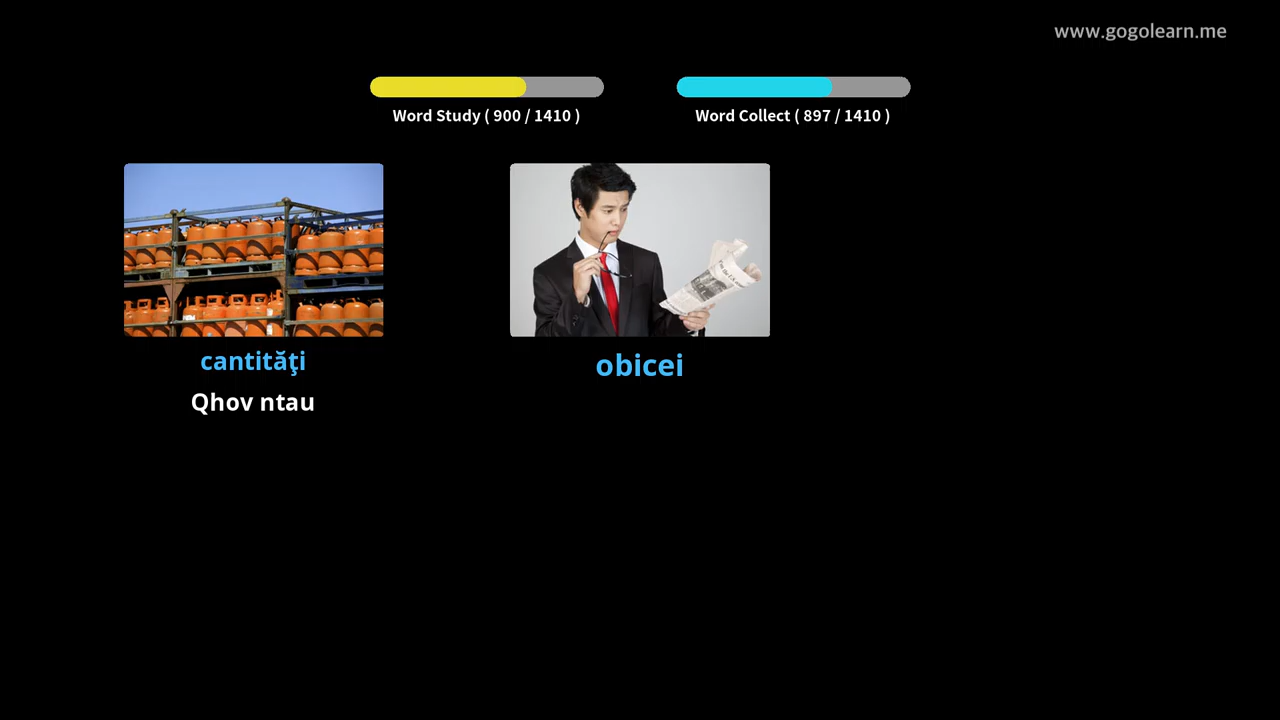 www.gogolearn.me
Word Study ( 900 / 1410 )
Word Collect ( 897 / 1410 )
cantităţi
Qhov ntau
obicei